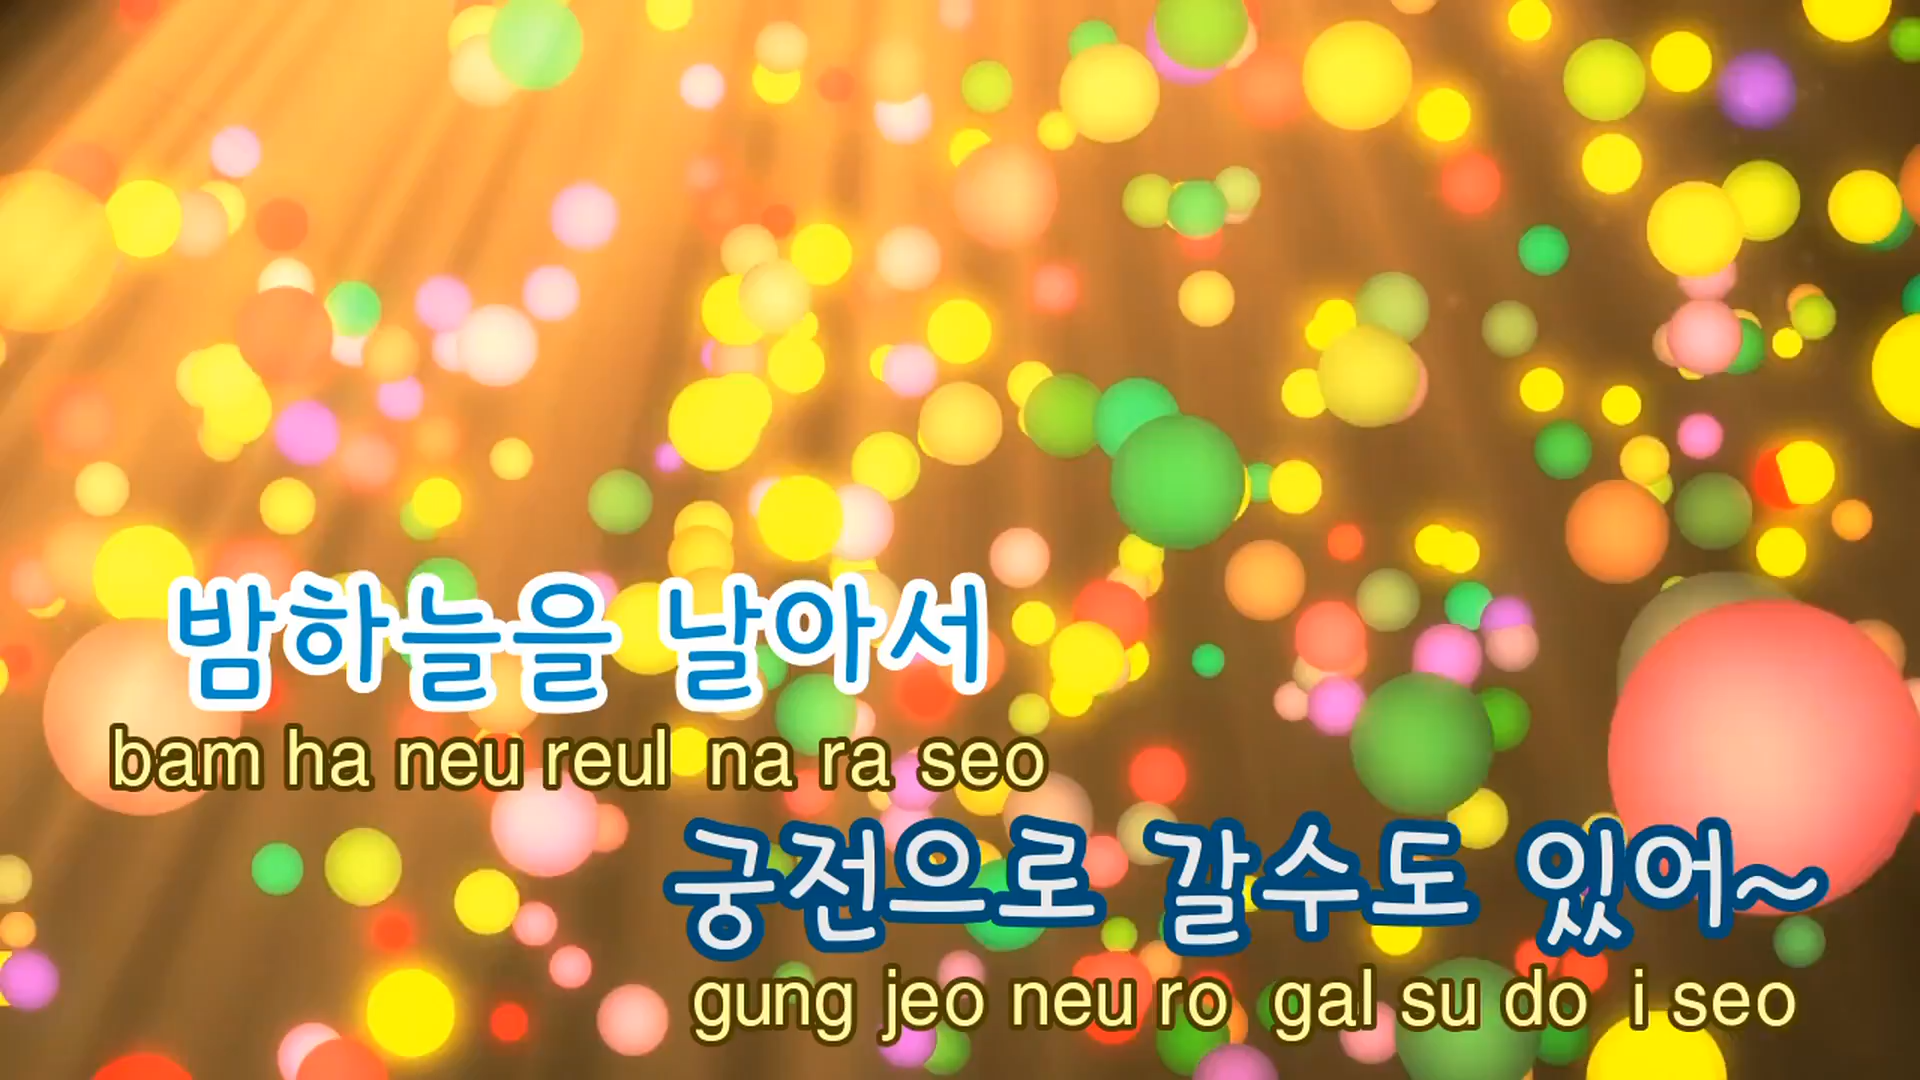 밤하늘을 날아서
bam ha neu reul na ra seo
궁전으로 갈수도 있어~
gung jeo neu ro gal su do i seo